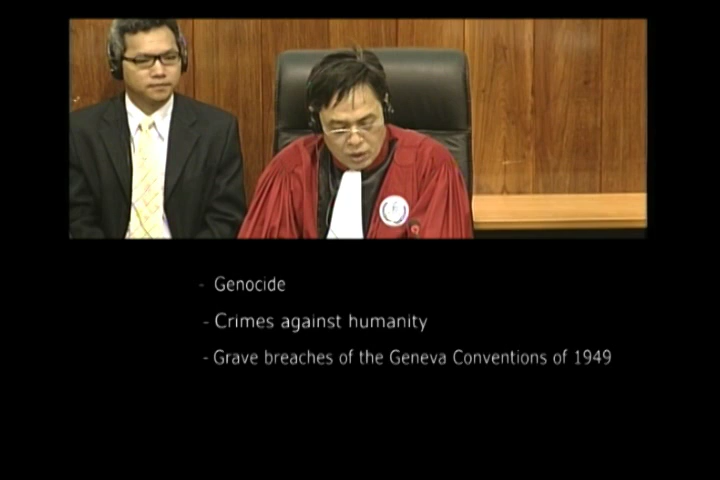 - Genocide
- Crimes against humanity
- Grave breaches of the Geneva Conventions of 1949